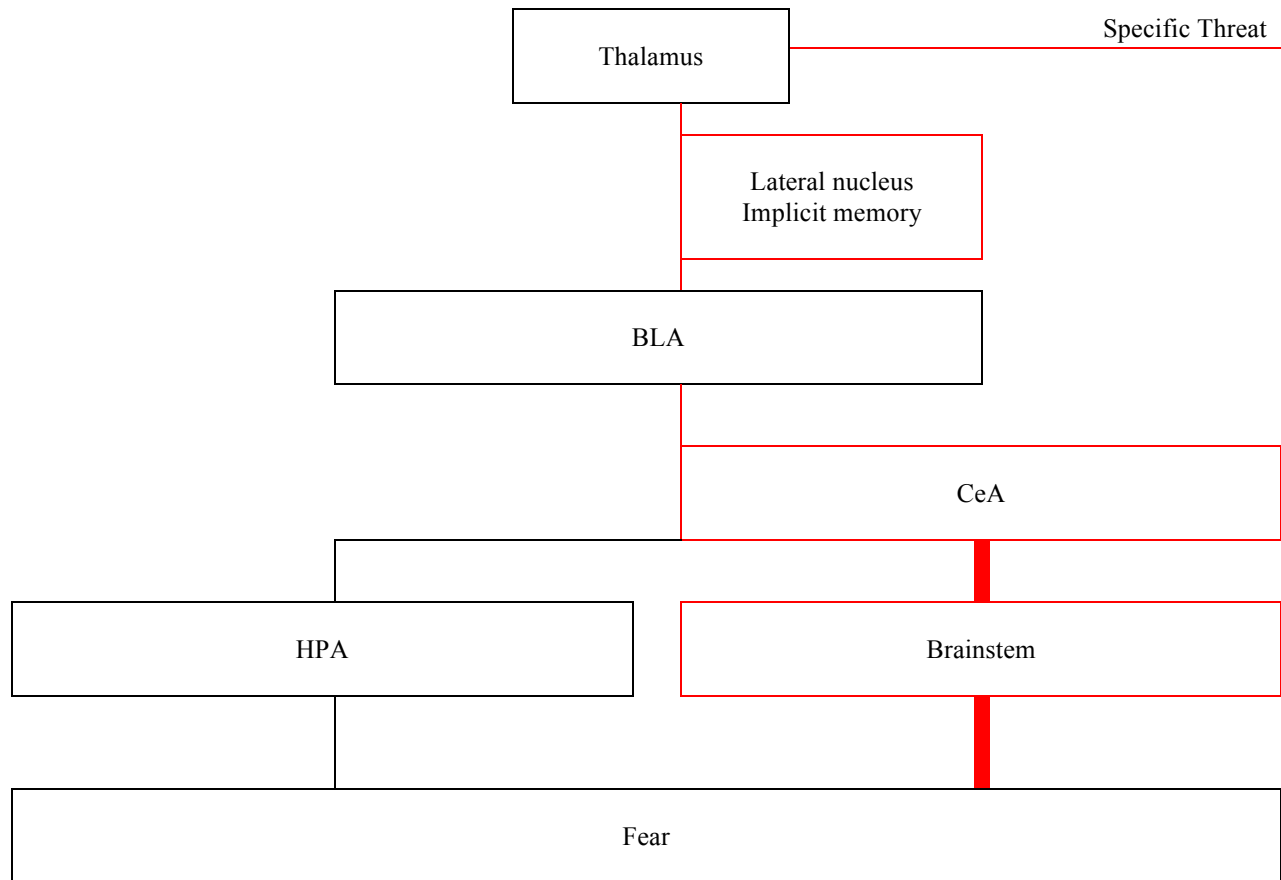 Specific Threat
Thalamus
Lateral nucleus
Implicit memory
BLA
CeA
HPA
Brainstem
Fear